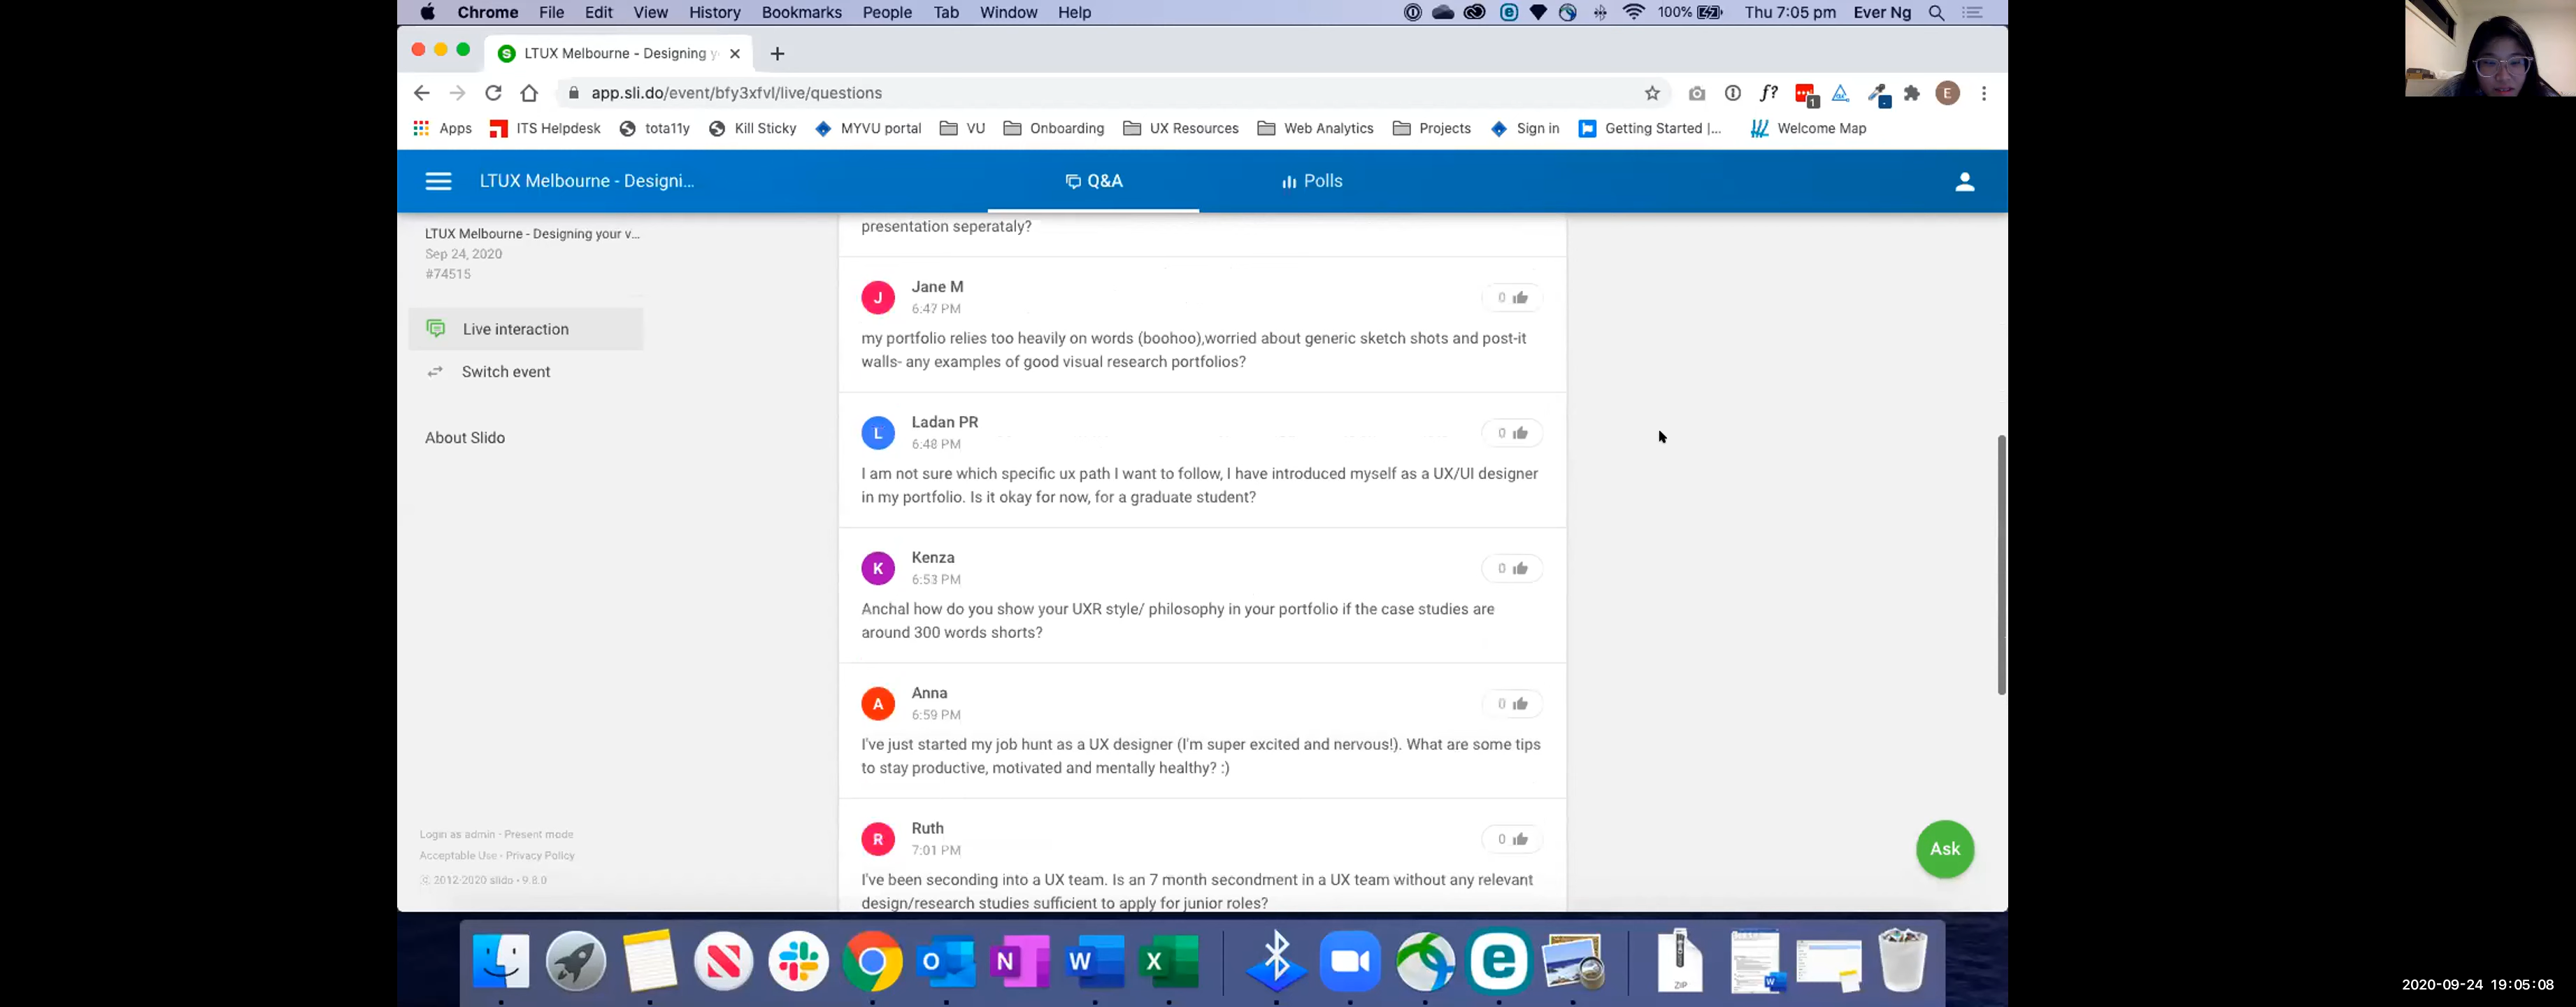 Chrome File Edit View History Bookmarks People Tab Window Help 100% Thu 7:05 pm Ever Ng
LTUX Melbourne - Designing y
app.sli.do/event/bfy3xfvl/live/questions
Apps ITS Helpdesk tota11y Kill Sticky MYVU portal VU Onboarding UX Resources Web Analytics Projects Sign in Getting Started |... Welcome Map
LTUX Melbourne - Designi... Q&A Polls
LTUX Melbourne - Designing your v...
Sep 24, 2020
#74515
Live interaction
Switch event
About Slido
Login as admin - Present mode
Acceptable Use - Privacy Policy
© 2012-2020 slido • 9.8.0
presentation seperataly?
J Jane M 0
6:47 PM
my portfolio relies too heavily on words (boohoo),worried about generic sketch shots and post-it
walls- any examples of good visual research portfolios?
L Ladan PR 0
6:48 PM
I am not sure which specific ux path I want to follow, I have introduced myself as a UX/UI designer
in my portfolio. Is it okay for now, for a graduate student?
K Kenza 0
6:53 PM
Anchal how do you show your UXR style/ philosophy in your portfolio if the case studies are
around 300 words shorts?
A Anna 0
6:59 PM
I've just started my job hunt as a UX designer (I'm super excited and nervous!). What are some tips
to stay productive, motivated and mentally healthy? :)
R Ruth 0
7:01 PM
I've been seconding into a UX team. Is an 7 month secondment in a UX team without any relevant
design/research studies sufficient to apply for junior roles?
Ask
ZIP
2020-09-24 19:05:08